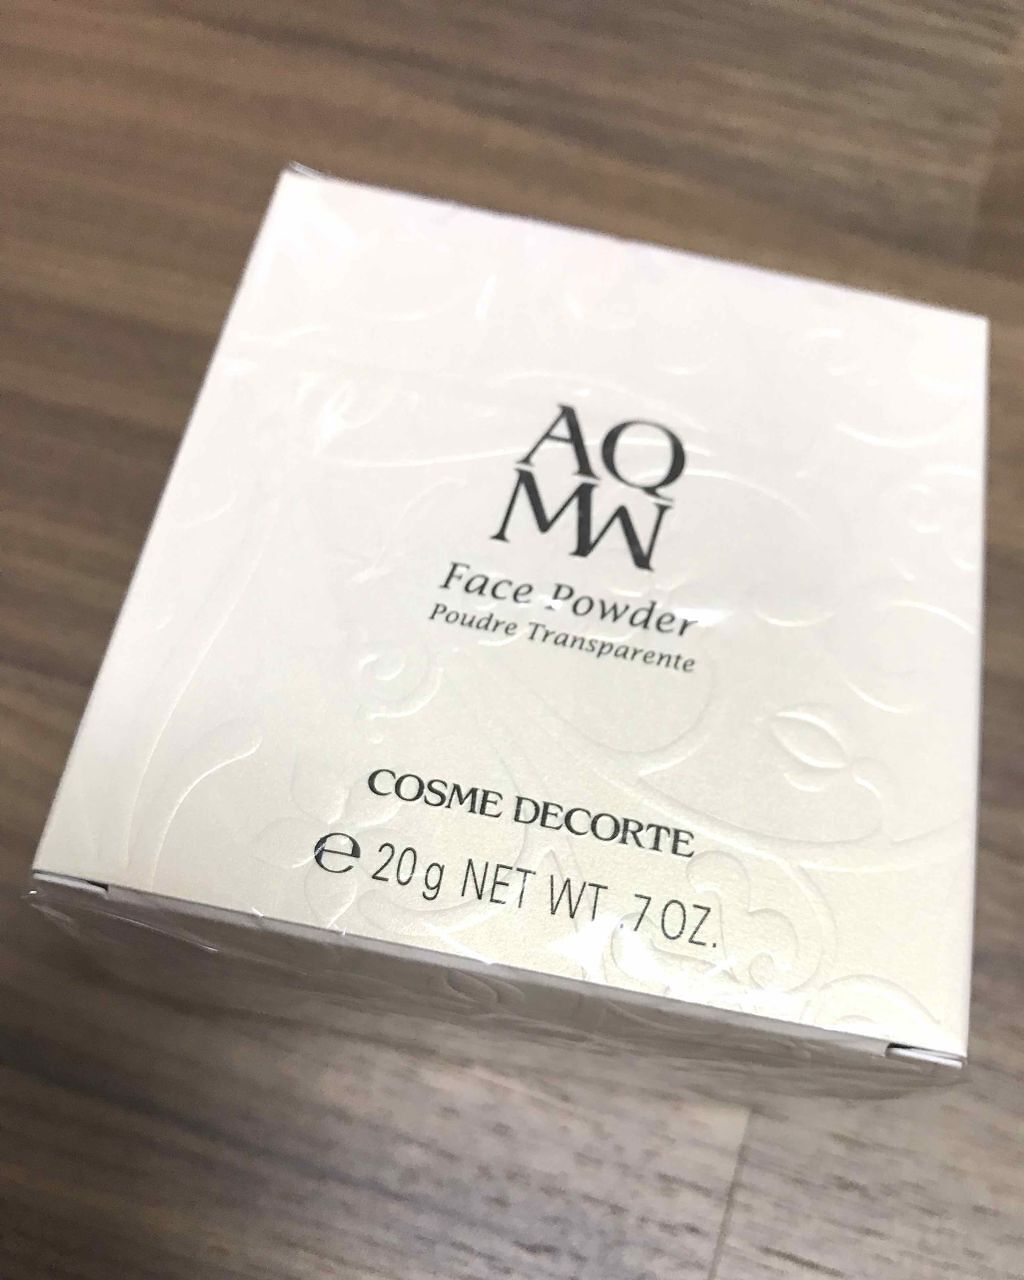 AQ
MW
Face Powder
Poudre Transparente
COSME DECORTE
℮ 20g NET WT .7 OZ.